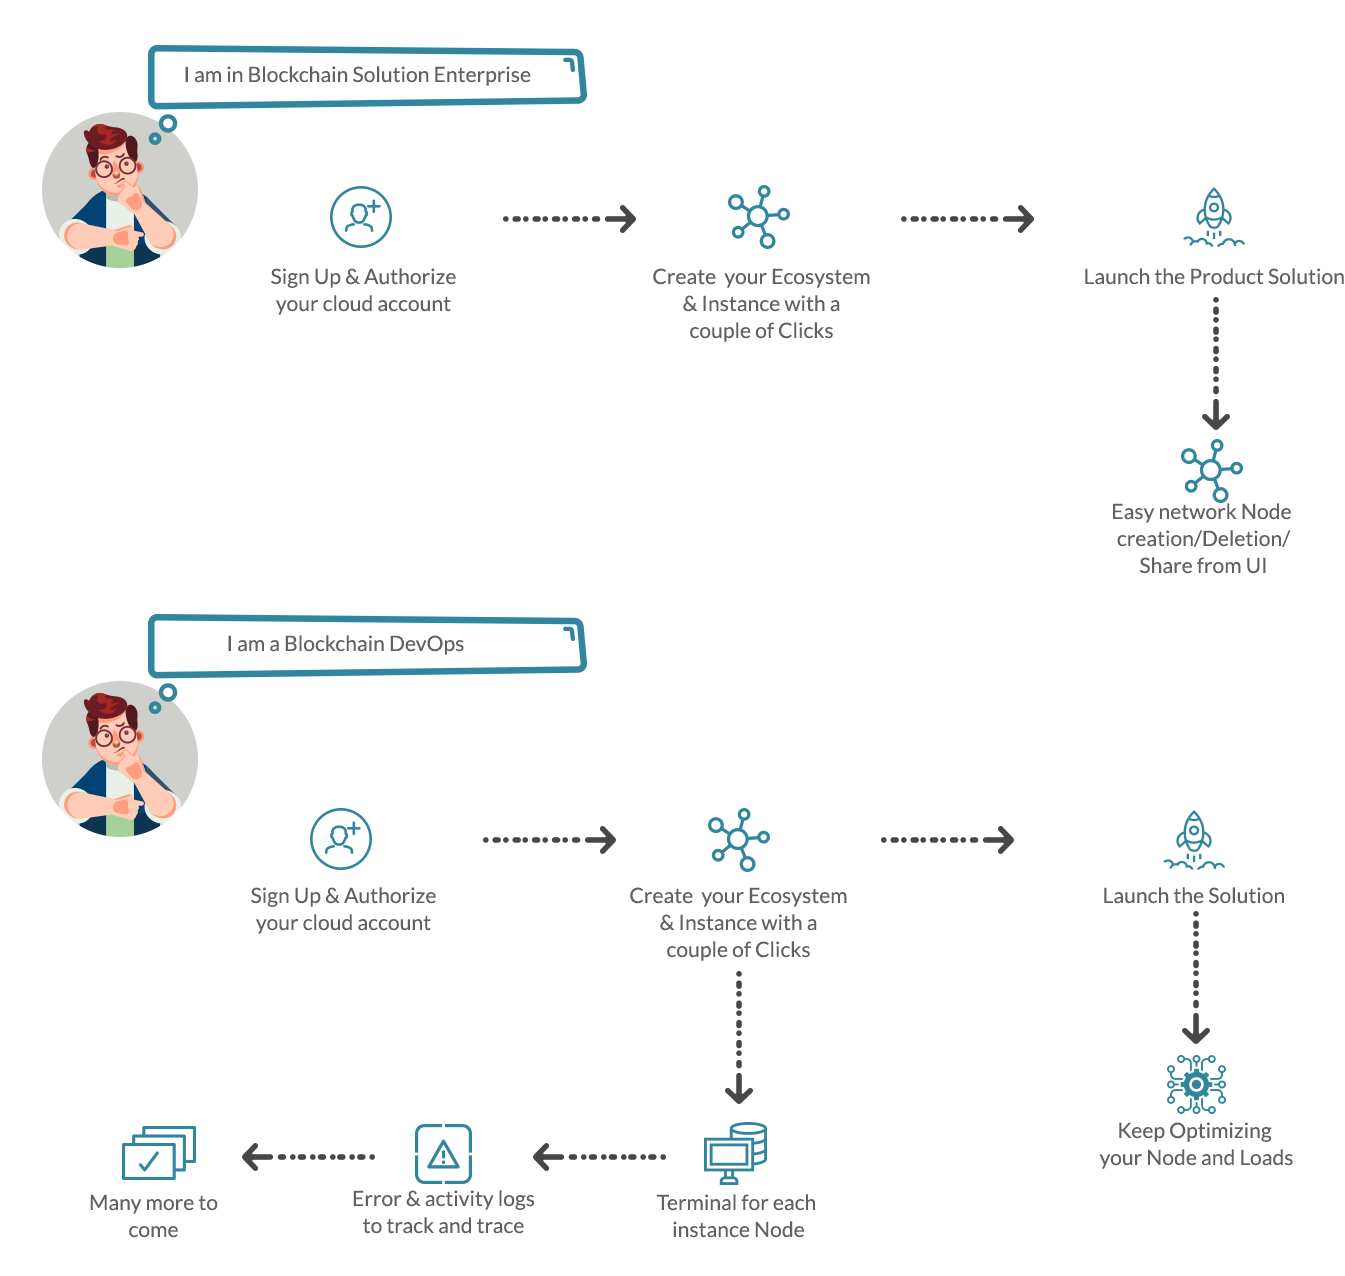 I am in Blockchain Solution Enterprise
Sign Up & Authorize
your cloud account
Create your Ecosystem
& Instance with a
couple of Clicks
Launch the Product Solution
Easy network Node
creation/Deletion/
Share from UI
I am a Blockchain DevOps
Sign Up & Authorize
your cloud account
Create your Ecosystem
& Instance with a
couple of Clicks
Launch the Solution
Keep Optimizing
your Node and Loads
Many more to
come
Error & activity logs
to track and trace
Terminal for each
instance Node